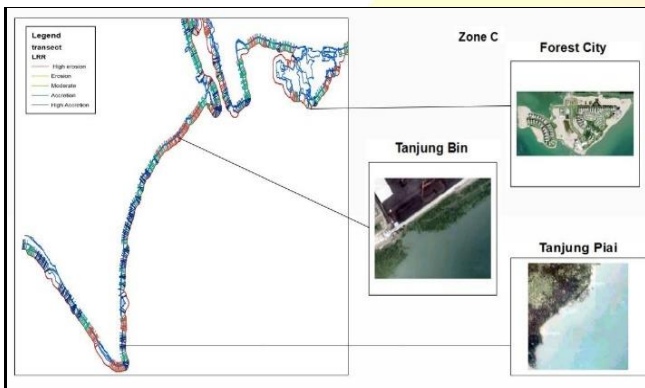 Legend
transect
LRR
High erosion
Erosion
Moderate
Accretion
High Accretion
Zone C
Forest City
Tanjung Bin
Tanjung Piai